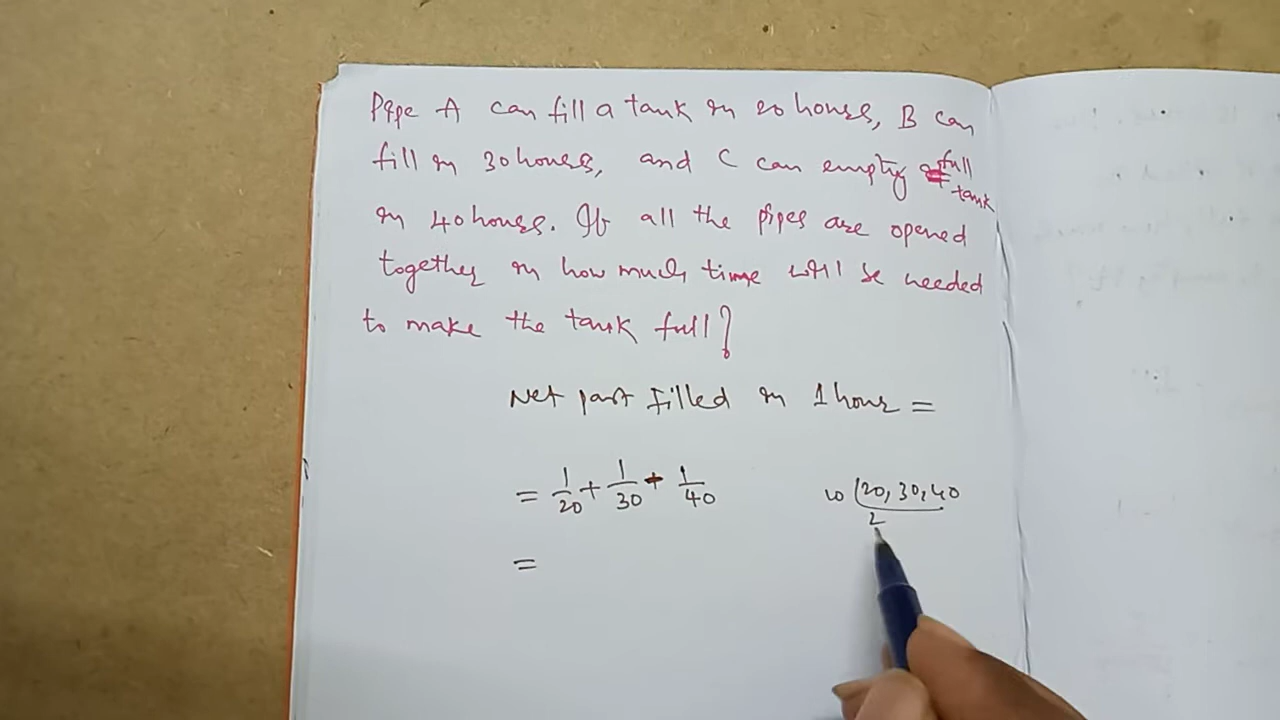 Pipe A can fill a tank in 20 hours, B can
fill in 30 hours, and C can empty full
tank
in 40 hours. If all the pipes are opened
together in how much time will be needed
to make the tank full?
Net part filled in 1 hour =
= 1/20 + 1/30 - 1/40
10 (20, 30, 40
2
=